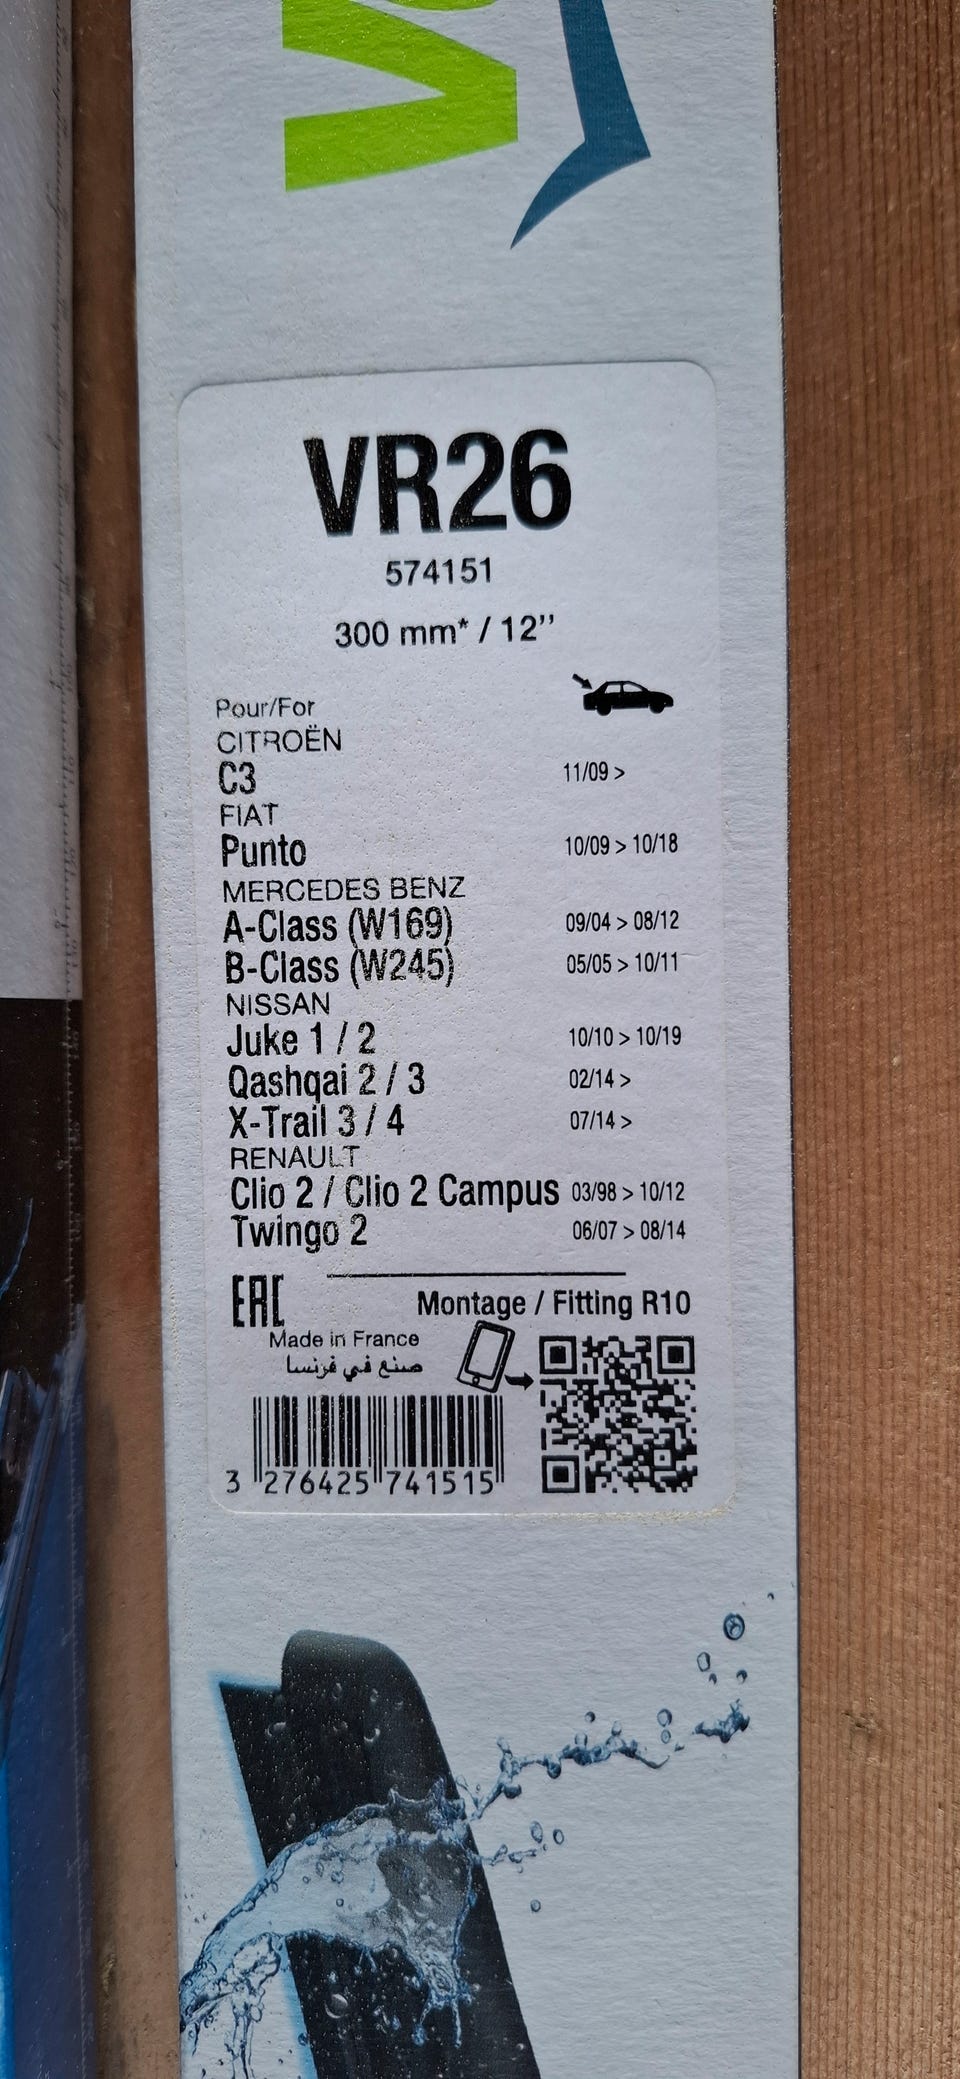 VR26
574151
300 mm* / 12’’
Pour/For
CITROËN
C3 11/09 >
FIAT
Punto 10/09 > 10/18
MERCEDES BENZ
A-Class (W169) 09/04 > 08/12
B-Class (W245) 05/05 > 10/11
NISSAN
Juke 1 / 2 10/10 > 10/19
Qashqai 2 / 3 02/14 >
X-Trail 3 / 4 07/14 >
RENAULT
Clio 2 / Clio 2 Campus 03/98 > 10/12
Twingo 2 06/07 > 08/14
EAC
Montage / Fitting R10
Made in France
صنع في فرنسا
3 276425 741515